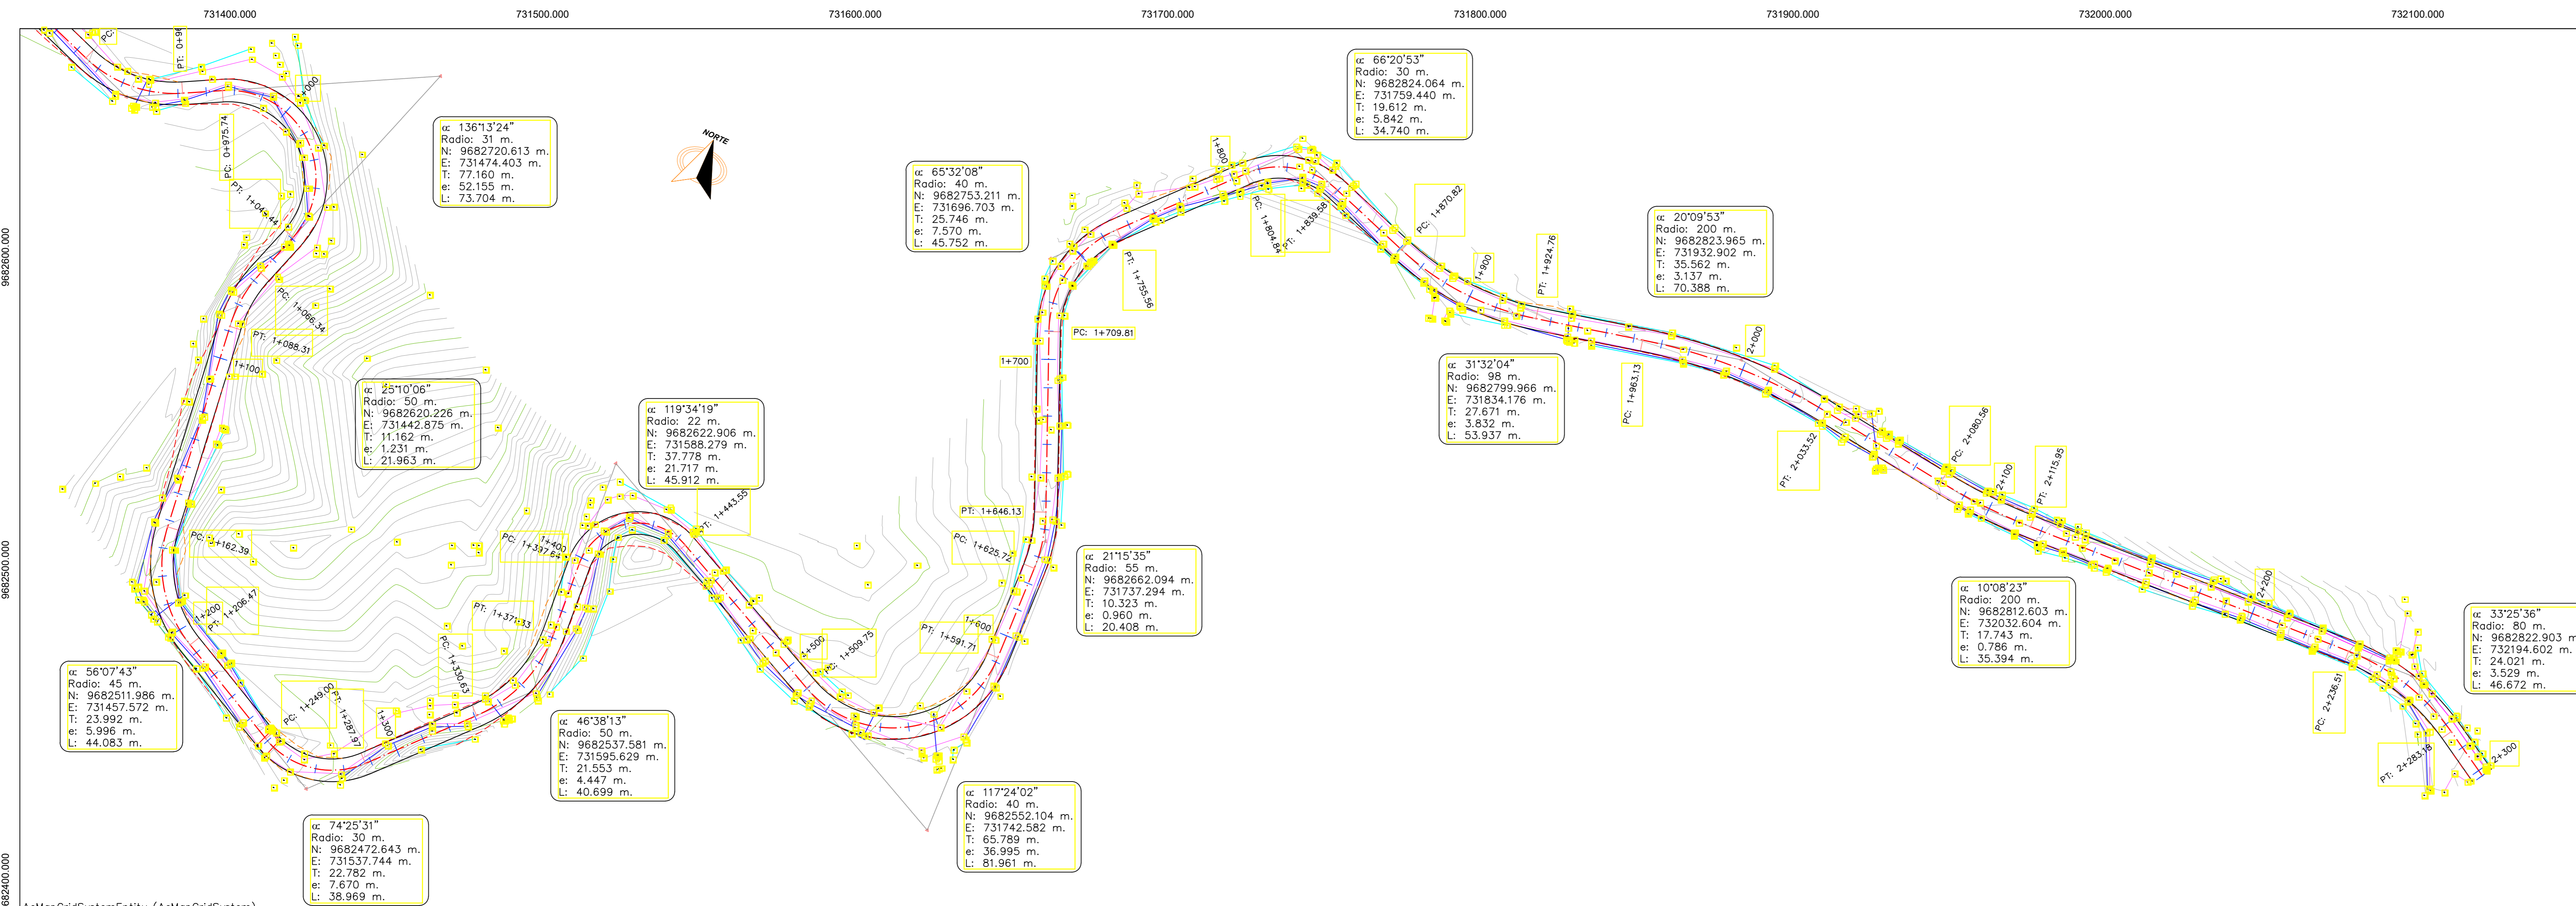 731400.000
731500.000
731600.000
731700.000
731800.000
731900.000
732000.000
732100.000
9682600.000
9682500.000
9682400.000
PC:
PT: 0+96
PC: 0+975.74
PT:
α: 136°13'24"
Radio: 31 m.
N: 9682720.613 m.
E: 731474.403 m.
T: 77.160 m.
e: 52.155 m.
L: 73.704 m.
NORTE
α: 65°32'08"
Radio: 40 m.
N: 9682753.211 m.
E: 731696.703 m.
T: 25.746 m.
e: 7.570 m.
L: 45.752 m.
α: 66°20'53"
Radio: 30 m.
N: 9682824.064 m.
E: 731759.440 m.
T: 19.612 m.
e: 5.842 m.
L: 34.740 m.
α: 20°09'53"
Radio: 200 m.
N: 9682823.965 m.
E: 731932.902 m.
T: 35.562 m.
e: 3.137 m.
L: 70.388 m.
1+800
PC: 1+804.84
PT: 1+839.58
PC: 1+870.82
1+900
PT: 1+924.76
PC: 1+066.34
PT: 1+088.31
1+100
PT: 1+755.56
PC: 1+709.81
1+700
2+000
PC: 1+963.13
α: 25°10'06"
Radio: 50 m.
N: 9682620.226 m.
E: 731442.875 m.
T: 11.162 m.
e: 1.231 m.
L: 21.963 m.
α: 119°34'19"
Radio: 22 m.
N: 9682622.906 m.
E: 731588.279 m.
T: 37.778 m.
e: 21.717 m.
L: 45.912 m.
α: 31°32'04"
Radio: 98 m.
N: 9682799.966 m.
E: 731834.176 m.
T: 27.671 m.
e: 3.832 m.
L: 53.937 m.
PT: 2+033.52
PC: 2+080.56
2+100
PT: 2+115.95
PC: 1+162.39
1+400
PT: 1+443.55
PT: 1+646.13
PC: 1+625.72
α: 21°15'35"
Radio: 55 m.
N: 9682662.094 m.
E: 731737.294 m.
T: 10.323 m.
e: 0.960 m.
L: 20.408 m.
1+200
PT: 1+206.47
PC: 1+330.63
1+500
PC: 1+509.75
PT: 1+591.71
1+600
α: 10°08'23"
Radio: 200 m.
N: 9682812.603 m.
E: 732032.604 m.
T: 17.743 m.
e: 0.786 m.
L: 35.394 m.
2+200
α: 33°25'36"
Radio: 80 m.
N: 9682822.903 m
E: 732194.602 m.
T: 24.021 m.
e: 3.529 m.
L: 46.672 m.
α: 56°07'43"
Radio: 45 m.
N: 9682511.986 m.
E: 731457.572 m.
T: 23.992 m.
e: 5.996 m.
L: 44.083 m.
PC: 1+249.00
PT: 1+287.97
1+300
α: 46°38'13"
Radio: 50 m.
N: 9682537.581 m.
E: 731595.629 m.
T: 21.553 m.
e: 4.447 m.
L: 40.699 m.
PC: 2+236.51
PT: 2+283.18
2+300
α: 117°24'02"
Radio: 40 m.
N: 9682552.104 m.
E: 731742.582 m.
T: 65.789 m.
e: 36.995 m.
L: 81.961 m.
α: 74°25'31"
Radio: 30 m.
N: 9682472.643 m.
E: 731537.744 m.
T: 22.782 m.
e: 7.670 m.
L: 38.969 m.